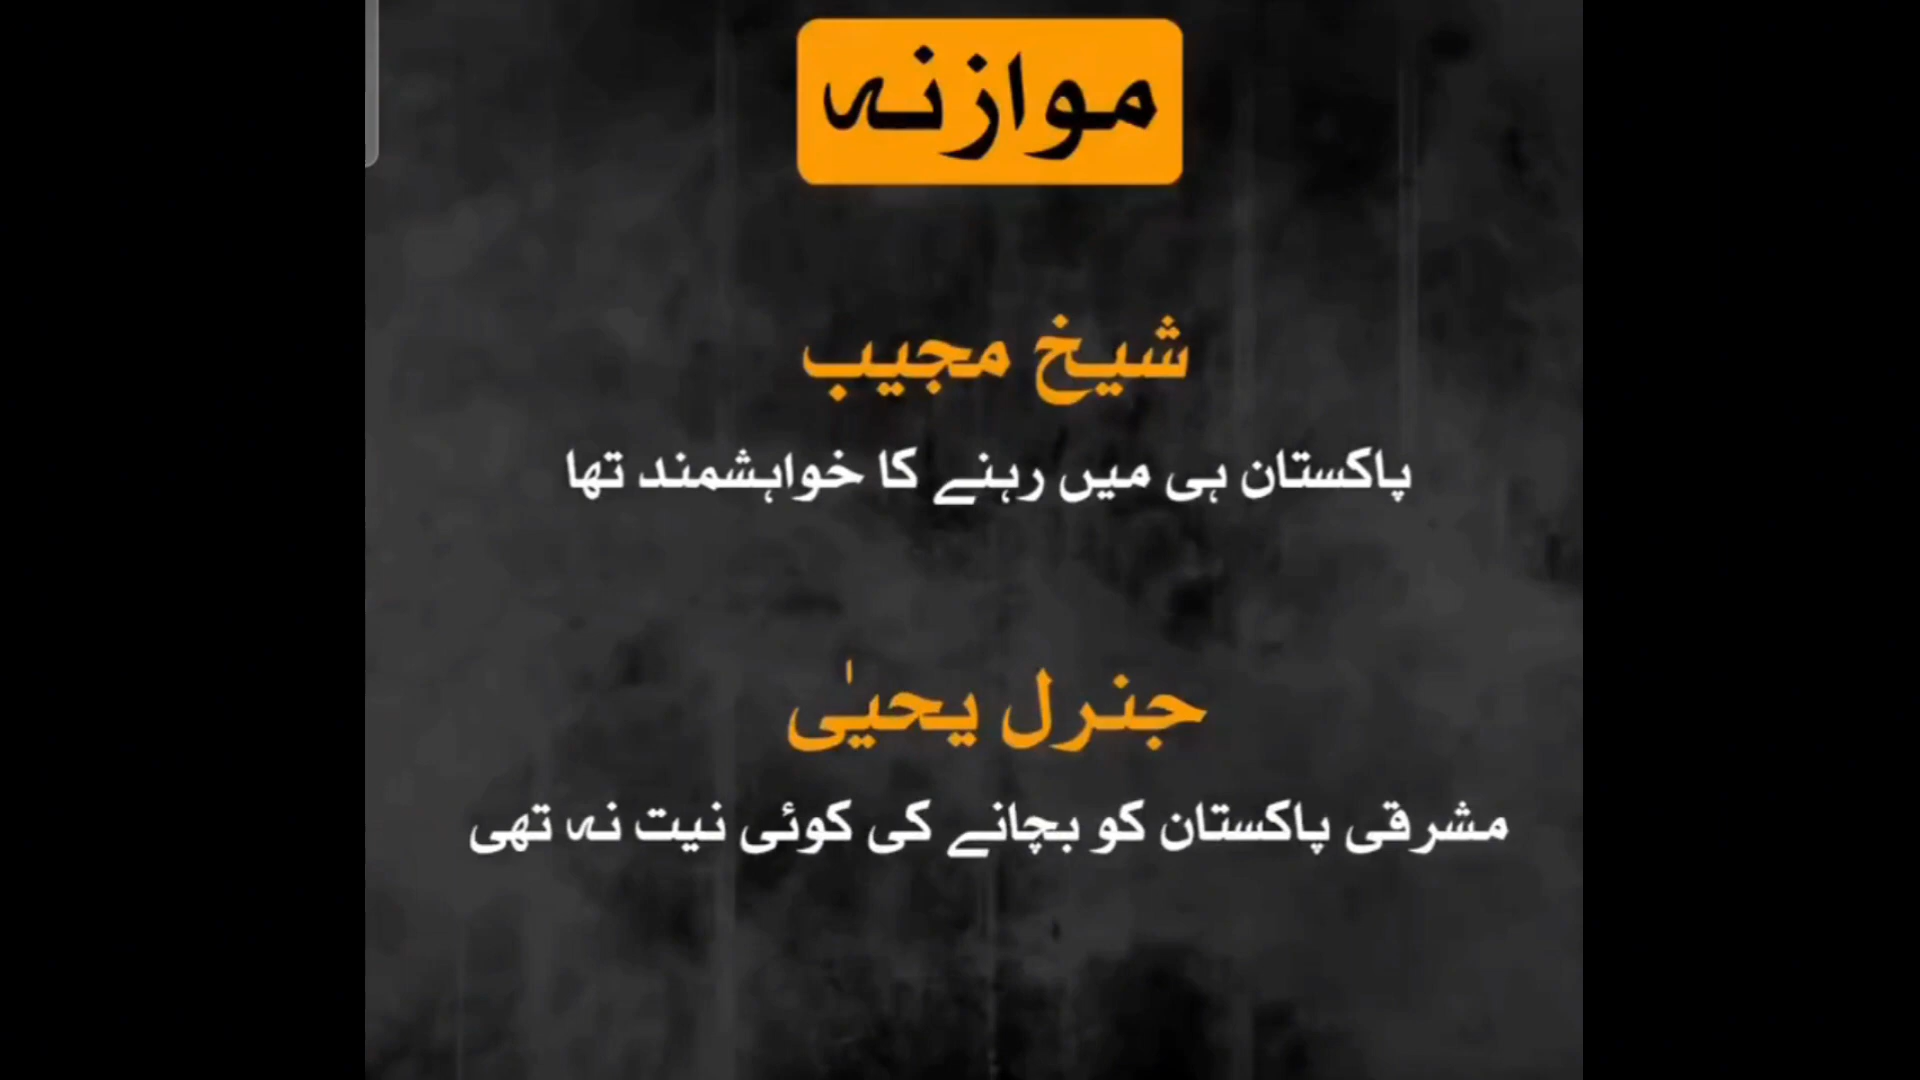 موازنہ
شیخ مجیب
پاکستان ہی میں رہنے کا خواہشمند تھا
جنرل یحییٰ
مشرقی پاکستان کو بچانے کی کوئی نیت نہ تھی